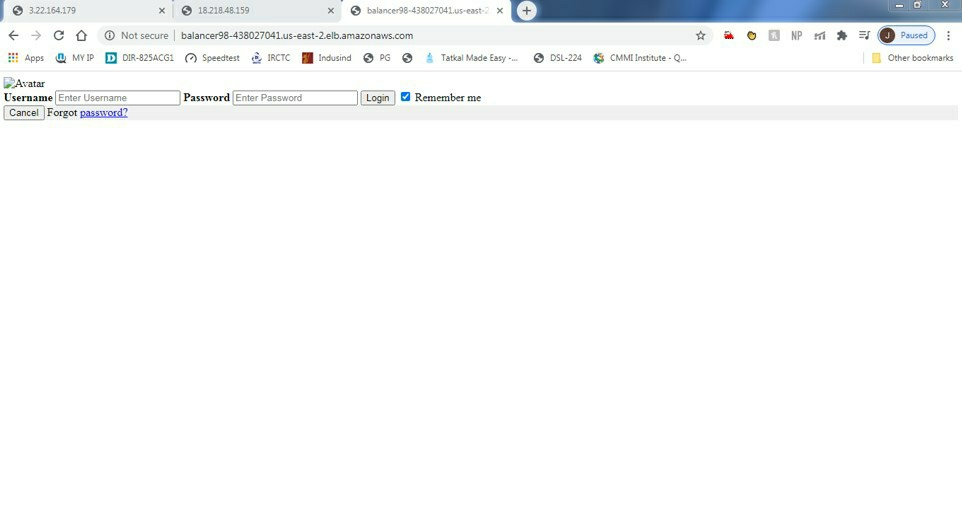 3.22.164.179 18.218.48.159 balancer98-438027041.us-east-2
Not secure balancer98-438027041.us-east-2.elb.amazonaws.com NP J Paused
Apps MY IP DIR-825ACG1 Speedtest IRCTC Indusind PG Tatkal Made Easy -... DSL-224 CMMI Institute - Q... Other bookmarks
Avatar
Username Enter Username Password Enter Password Login Remember me
Cancel Forgot password?